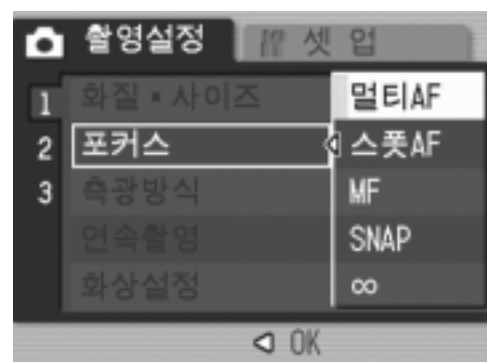 촬영설정 셋 업
1 화질·사이즈 멀티AF
2 포커스 스폿AF
3 측광방식 MF
연속촬영 SNAP
화상설정 ∞
OK